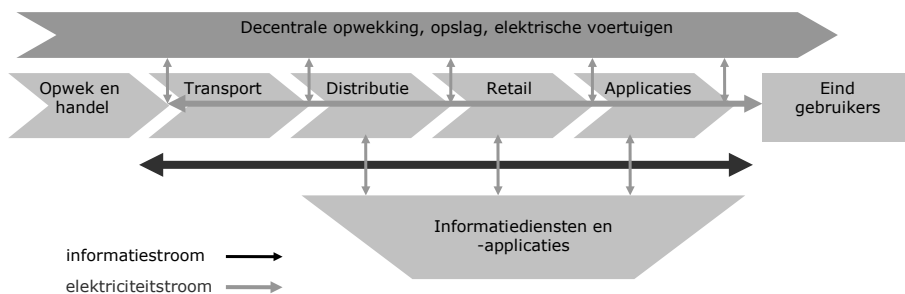 Decentrale opwekking, opslag, elektrische voertuigen
Opwek en
handel
Transport
Distributie
Retail
Applicaties
Eind
gebruikers
Informatiediensten en
-applicaties
informatiestroom
elektriciteitstroom